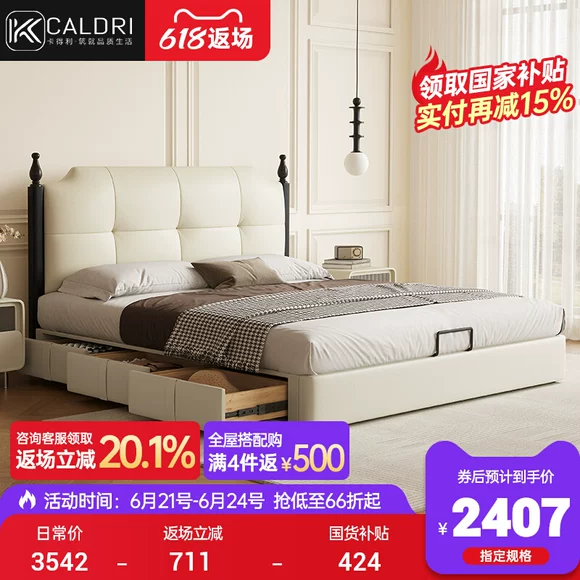 CALDRI
卡得利·筑就品质生活
618返场
领取国家补贴
实付再减15%
咨询客服领取
返场立减
20.1%
全屋搭配购
满4件返¥500
活动时间：6月21号-6月24号 抢低至66折起
日常价
3542
-
返场立减
711
-
国货补贴
424
券后预计到手价
¥2407
指定规格